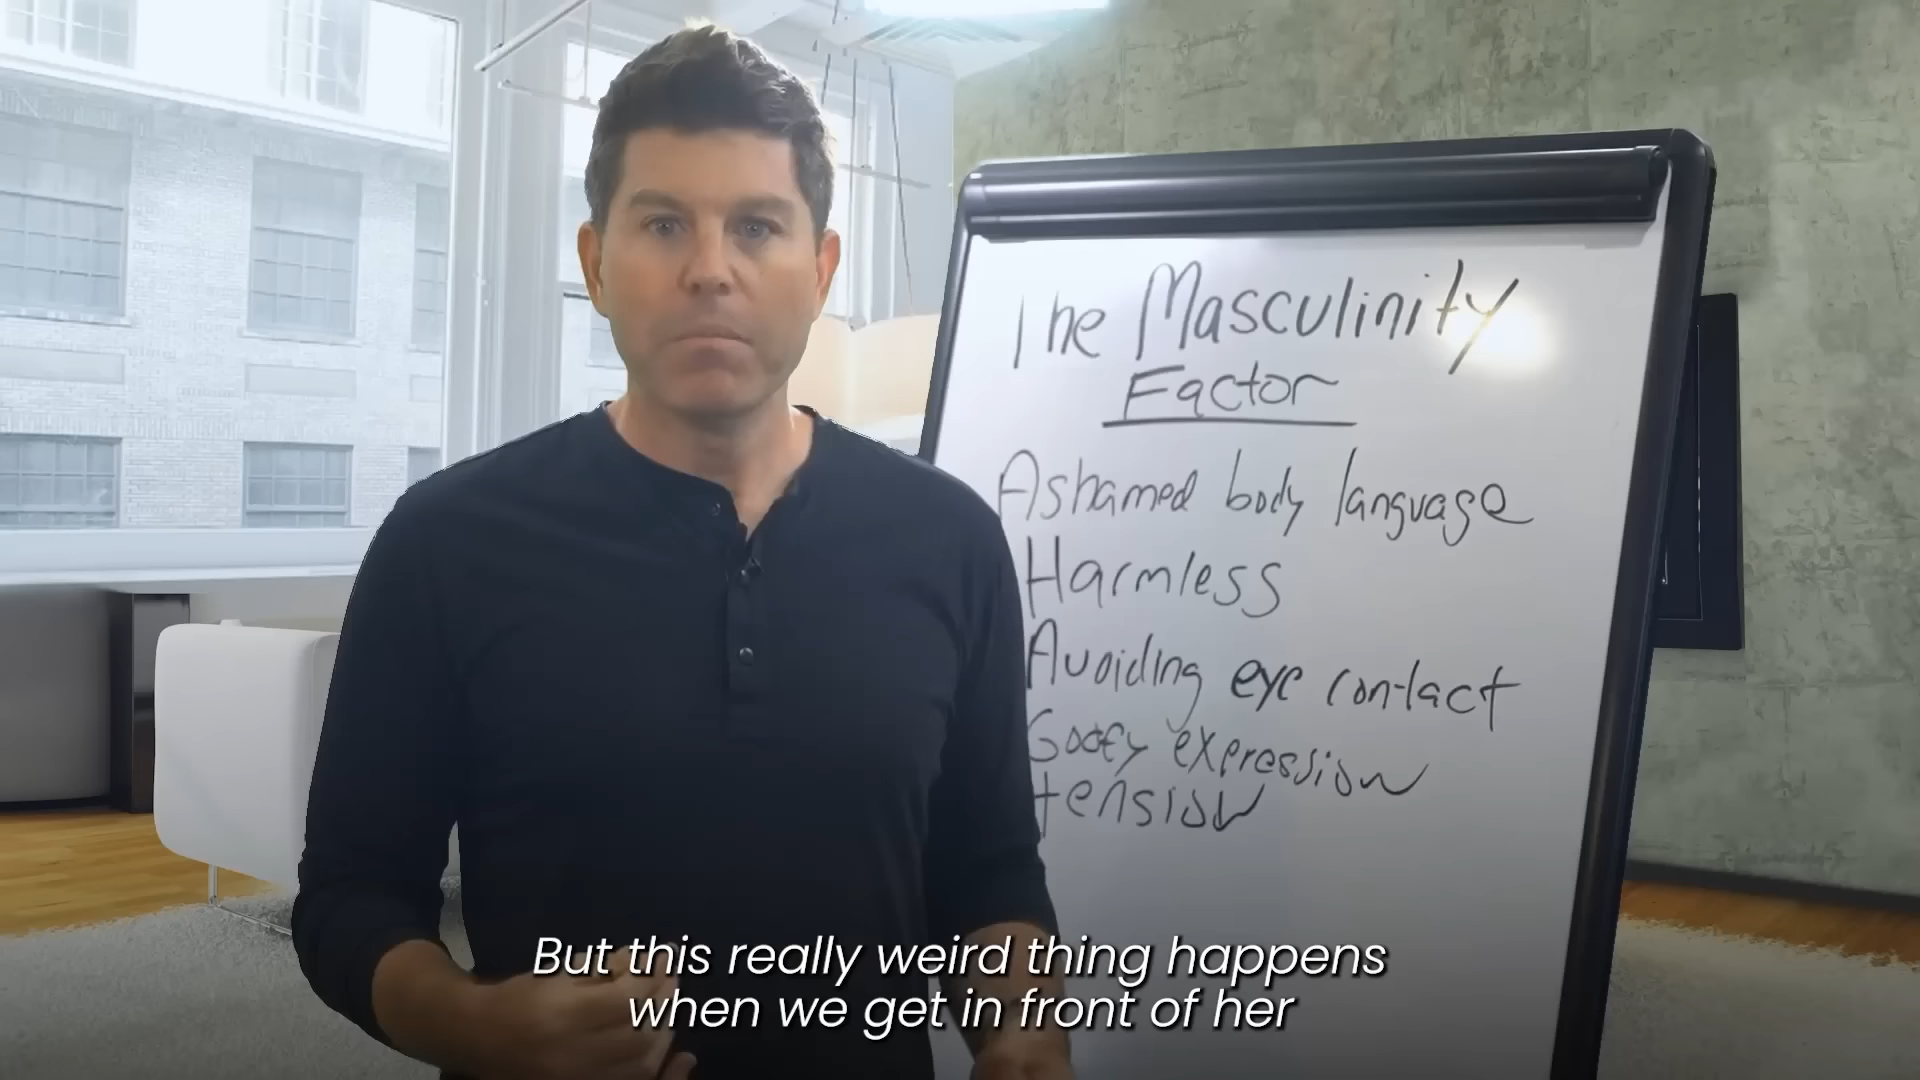 The Masculinity
Factor
Ashamed body language
Harmless
Avoiding eye contact
Goofy expression
tension
But this really weird thing happens
when we get in front of her